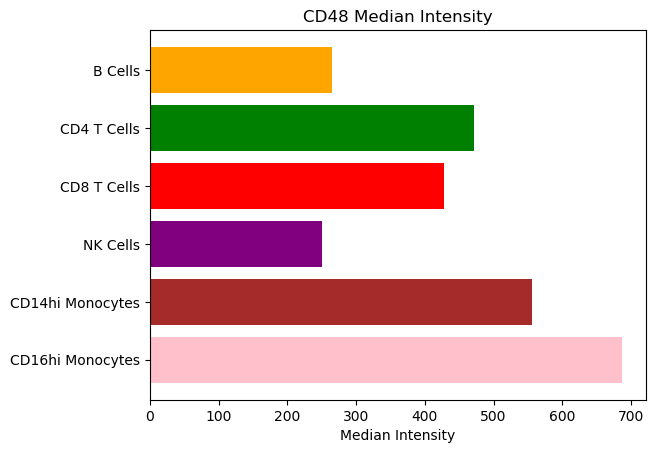 CD48 Median Intensity
B Cells
CD4 T Cells
CD8 T Cells
NK Cells
CD14hi Monocytes
CD16hi Monocytes
0 100 200 300 400 500 600 700
Median Intensity